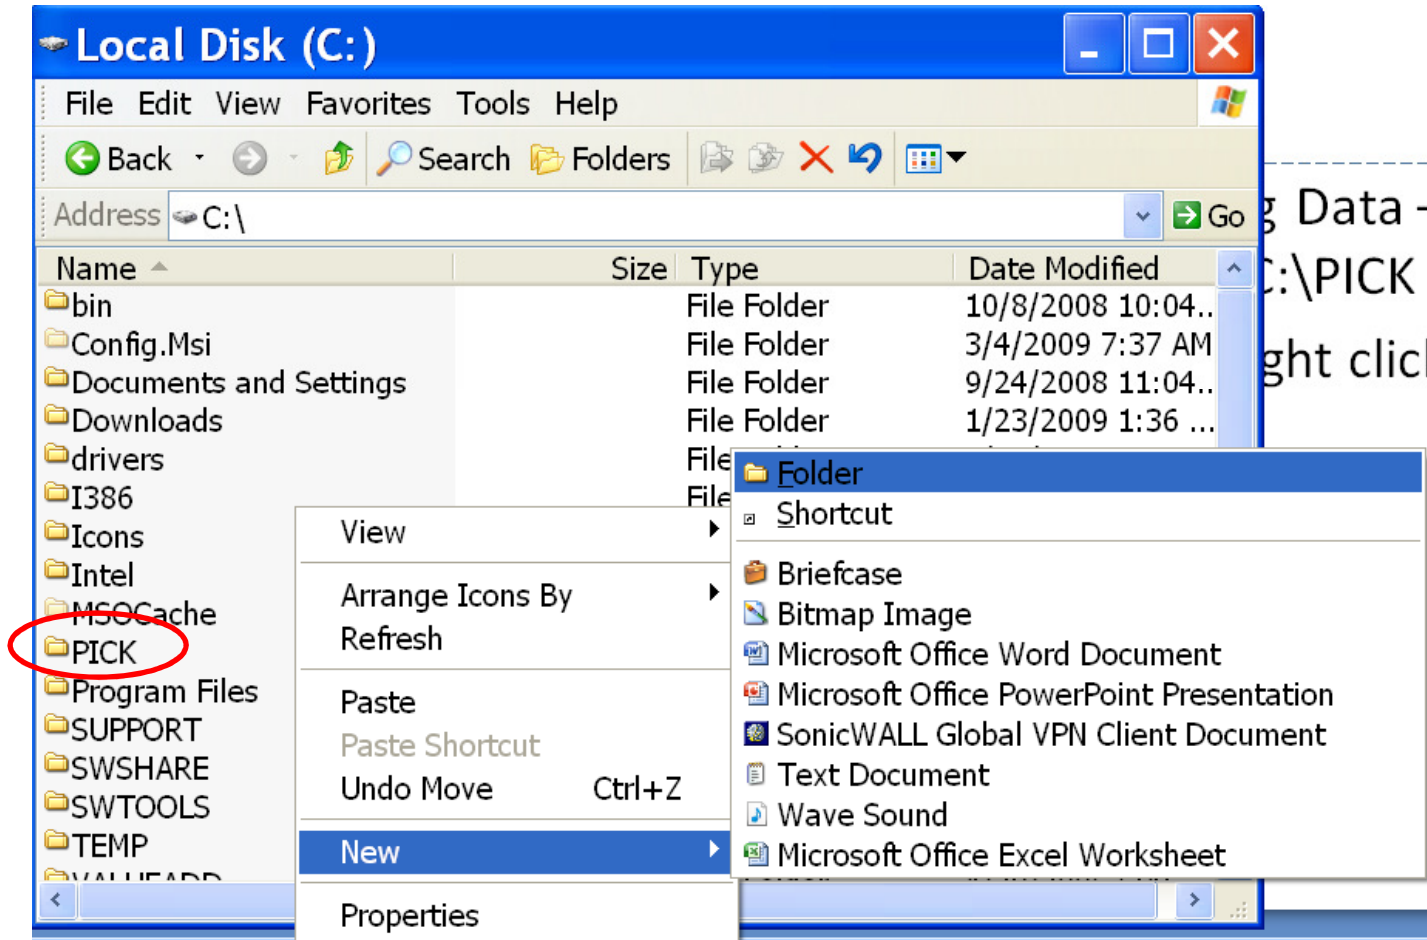 Local Disk (C:)
File Edit View Favorites Tools Help
Back Search Folders
Address C:\ Go
Name Size Type Date Modified
bin File Folder 10/8/2008 10:04..
Config.Msi File Folder 3/4/2009 7:37 AM
Documents and Settings File Folder 9/24/2008 11:04..
Downloads File Folder 1/23/2009 1:36 ...
drivers File
I386 File
Icons
Intel
MSOCache
PICK
Program Files
SUPPORT
SWSHARE
SWTOOLS
TEMP
View
Arrange Icons By
Refresh
Paste
Paste Shortcut
Undo Move Ctrl+Z
New
Properties
Folder
Shortcut
Briefcase
Bitmap Image
Microsoft Office Word Document
Microsoft Office PowerPoint Presentation
SonicWALL Global VPN Client Document
Text Document
Wave Sound
Microsoft Office Excel Worksheet
g Data -
C:\PICK
ght clic